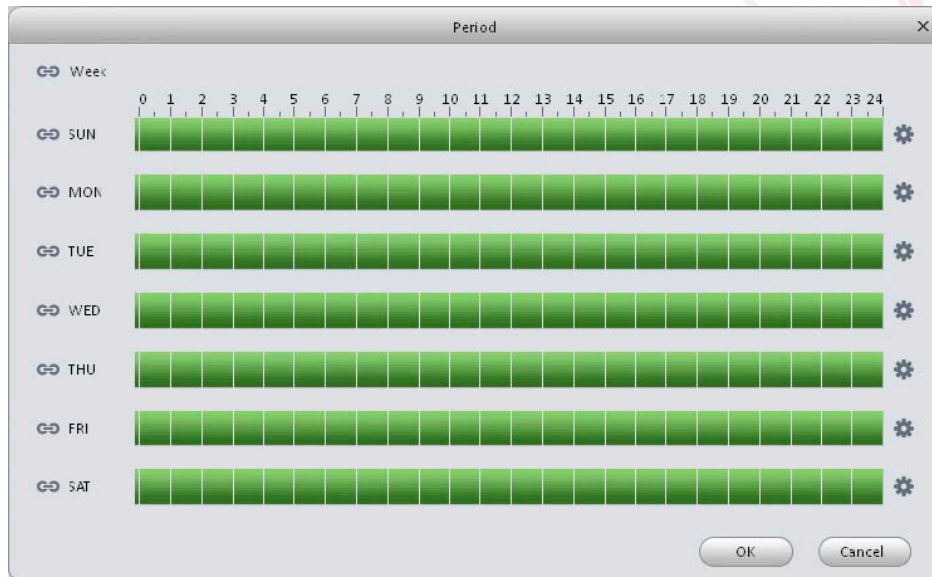 Period
Week
0 1 2 3 4 5 6 7 8 9 10 11 12 13 14 15 16 17 18 19 20 21 22 23 24
SUN
MON
TUE
WED
THU
FRI
SAT
OK Cancel